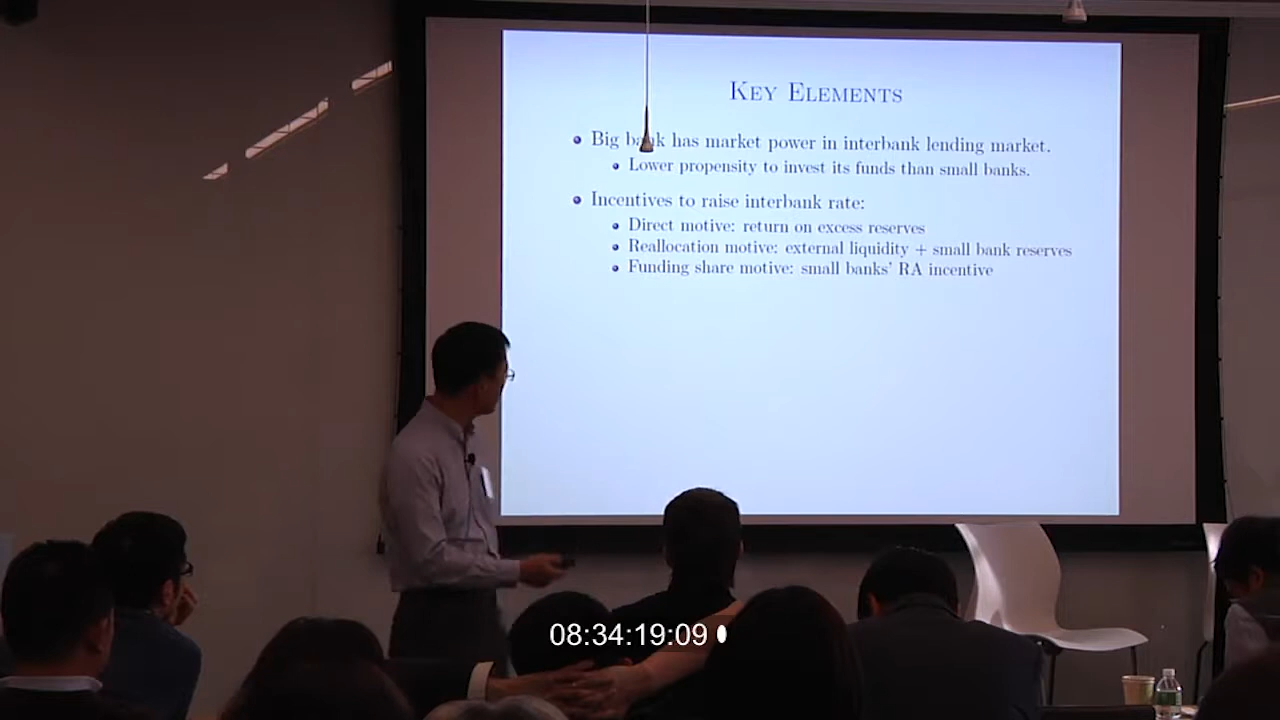 Key Elements
Big bank has market power in interbank lending market.
Lower propensity to invest its funds than small banks.
Incentives to raise interbank rate:
Direct motive: return on excess reserves
Reallocation motive: external liquidity + small bank reserves
Funding share motive: small banks' RA incentive
08:34:19:09